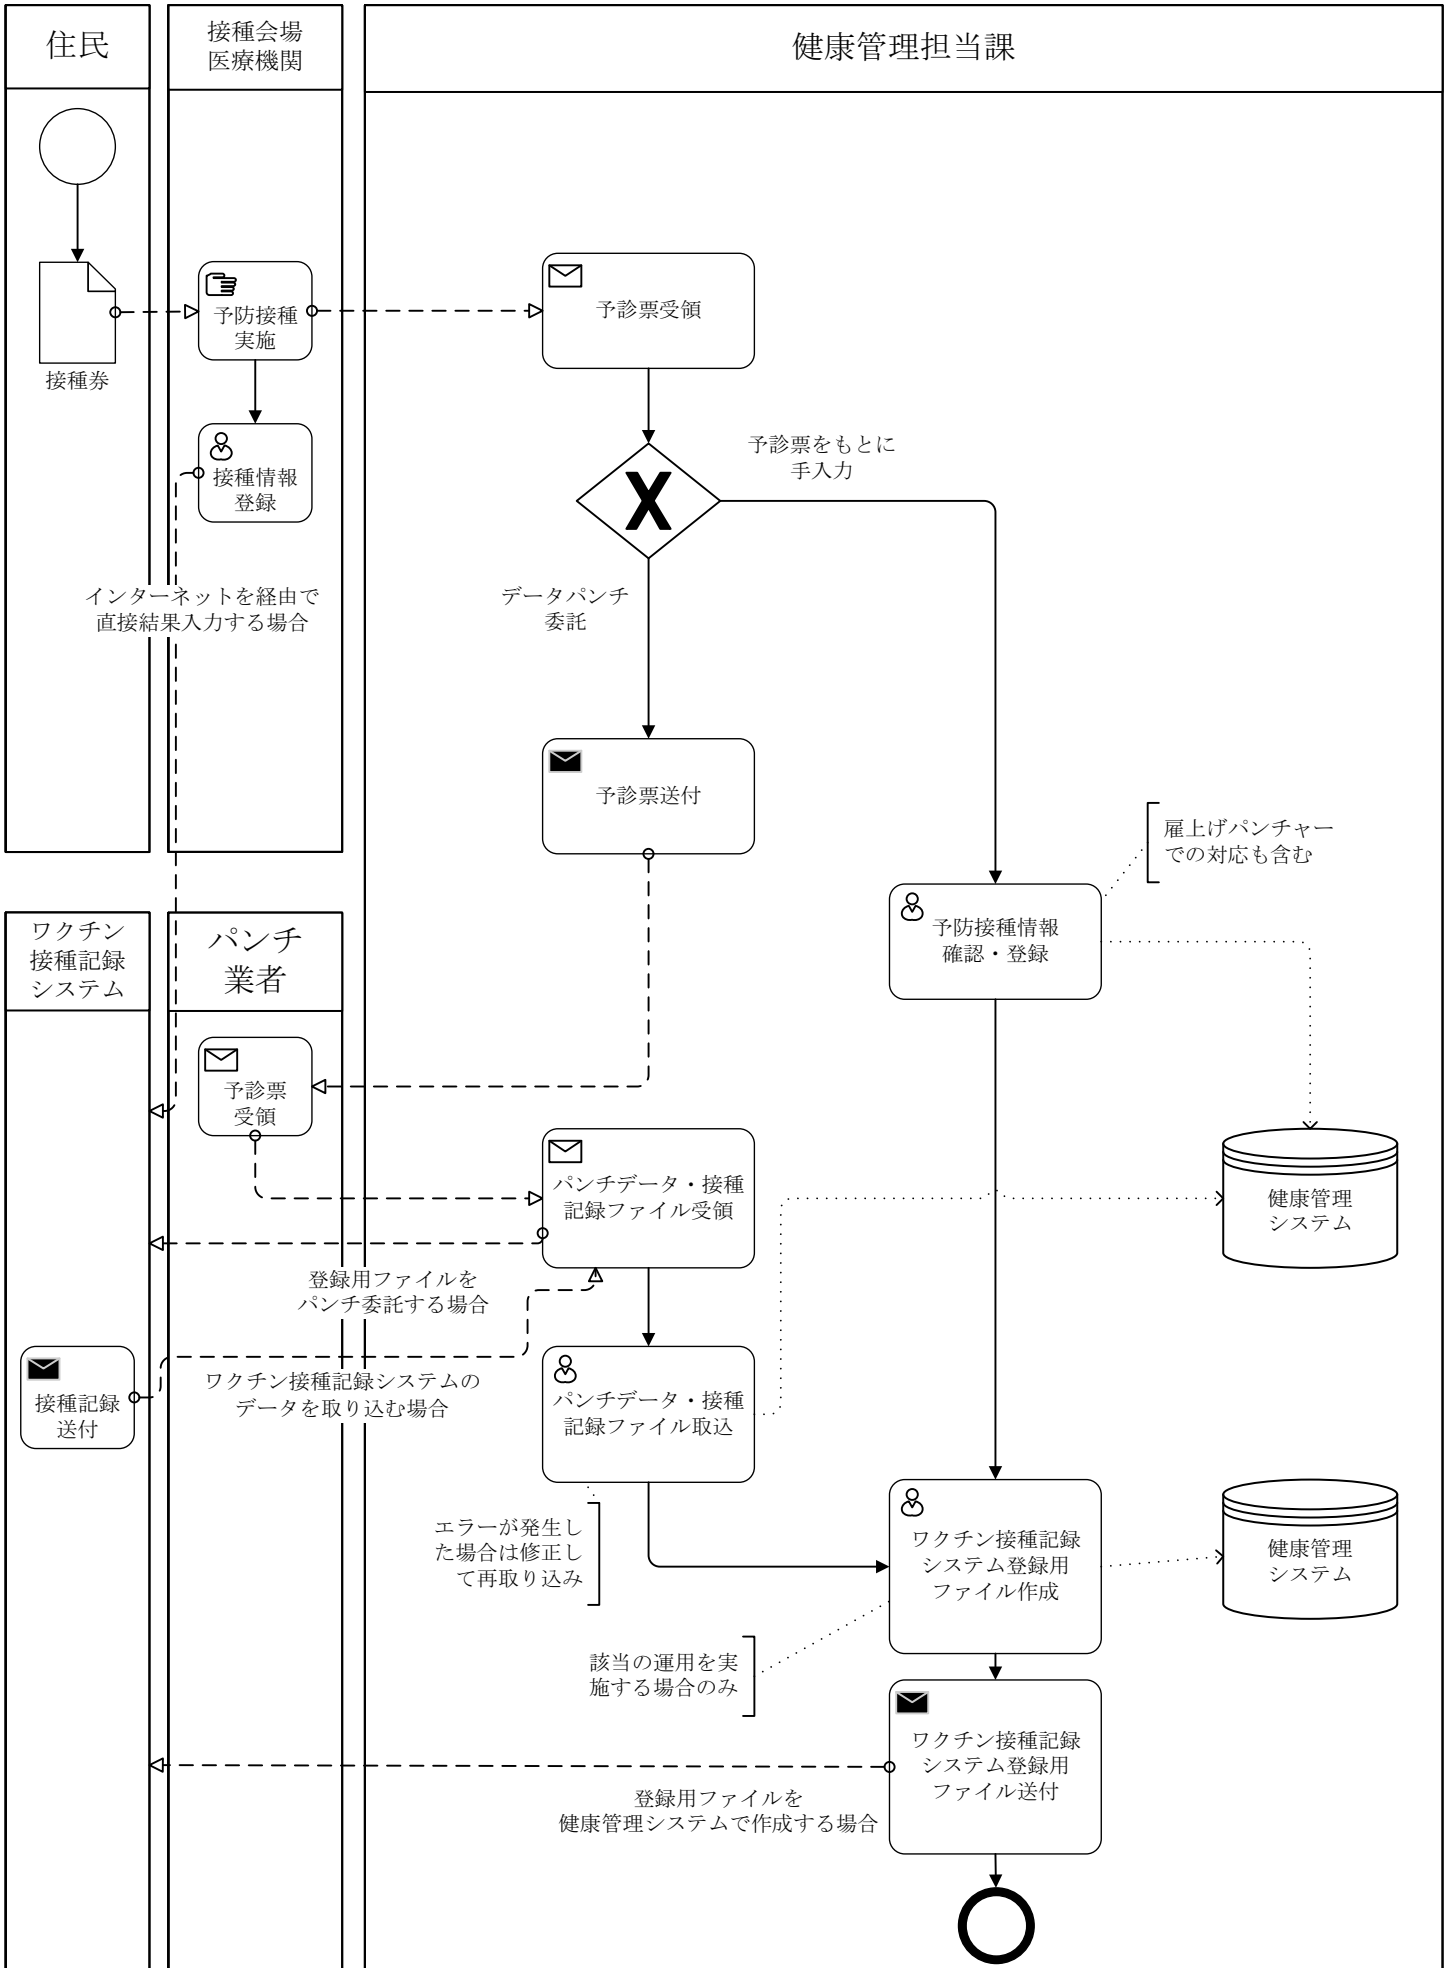 住民
接種会場
医療機関
健康管理担当課
接種券
予防接種
実施
予診票受領
接種情報
登録
予診票をもとに
手入力
インターネットを経由で
直接結果入力する場合
データパンチ
委託
予診票送付
雇上げパンチャー
での対応も含む
予防接種情報
確認・登録
ワクチン
接種記録
システム
パンチ
業者
予診票
受領
パンチデータ・接種
記録ファイル受領
健康管理
システム
登録用ファイルを
パンチ委託する場合
接種記録
送付
ワクチン接種記録システムの
データを取り込む場合
パンチデータ・接種
記録ファイル取込
エラーが発生し
た場合は修正し
て再取り込み
ワクチン接種記録
システム登録用
ファイル作成
健康管理
システム
該当の運用を実
施する場合のみ
ワクチン接種記録
システム登録用
ファイル送付
登録用ファイルを
健康管理システムで作成する場合